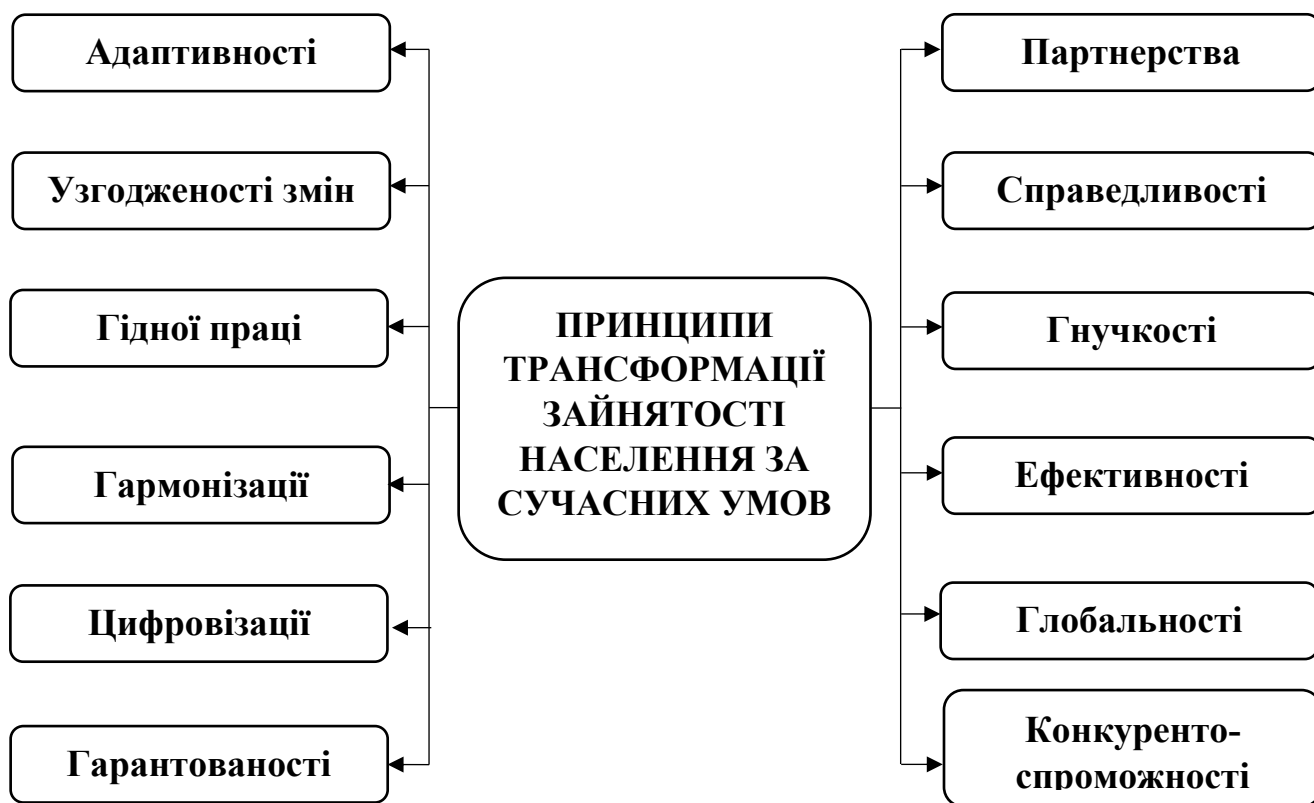 Адаптивності
Узгодженості змін
Гідної праці
Гармонізації
Цифровізації
Гарантованості
ПРИНЦИПИ
ТРАНСФОРМАЦІЇ
ЗАЙНЯТОСТІ
НАСЕЛЕННЯ ЗА
СУЧАСНИХ УМОВ
Партнерства
Справедливості
Гнучкості
Ефективності
Глобальності
Конкуренто-
спроможності